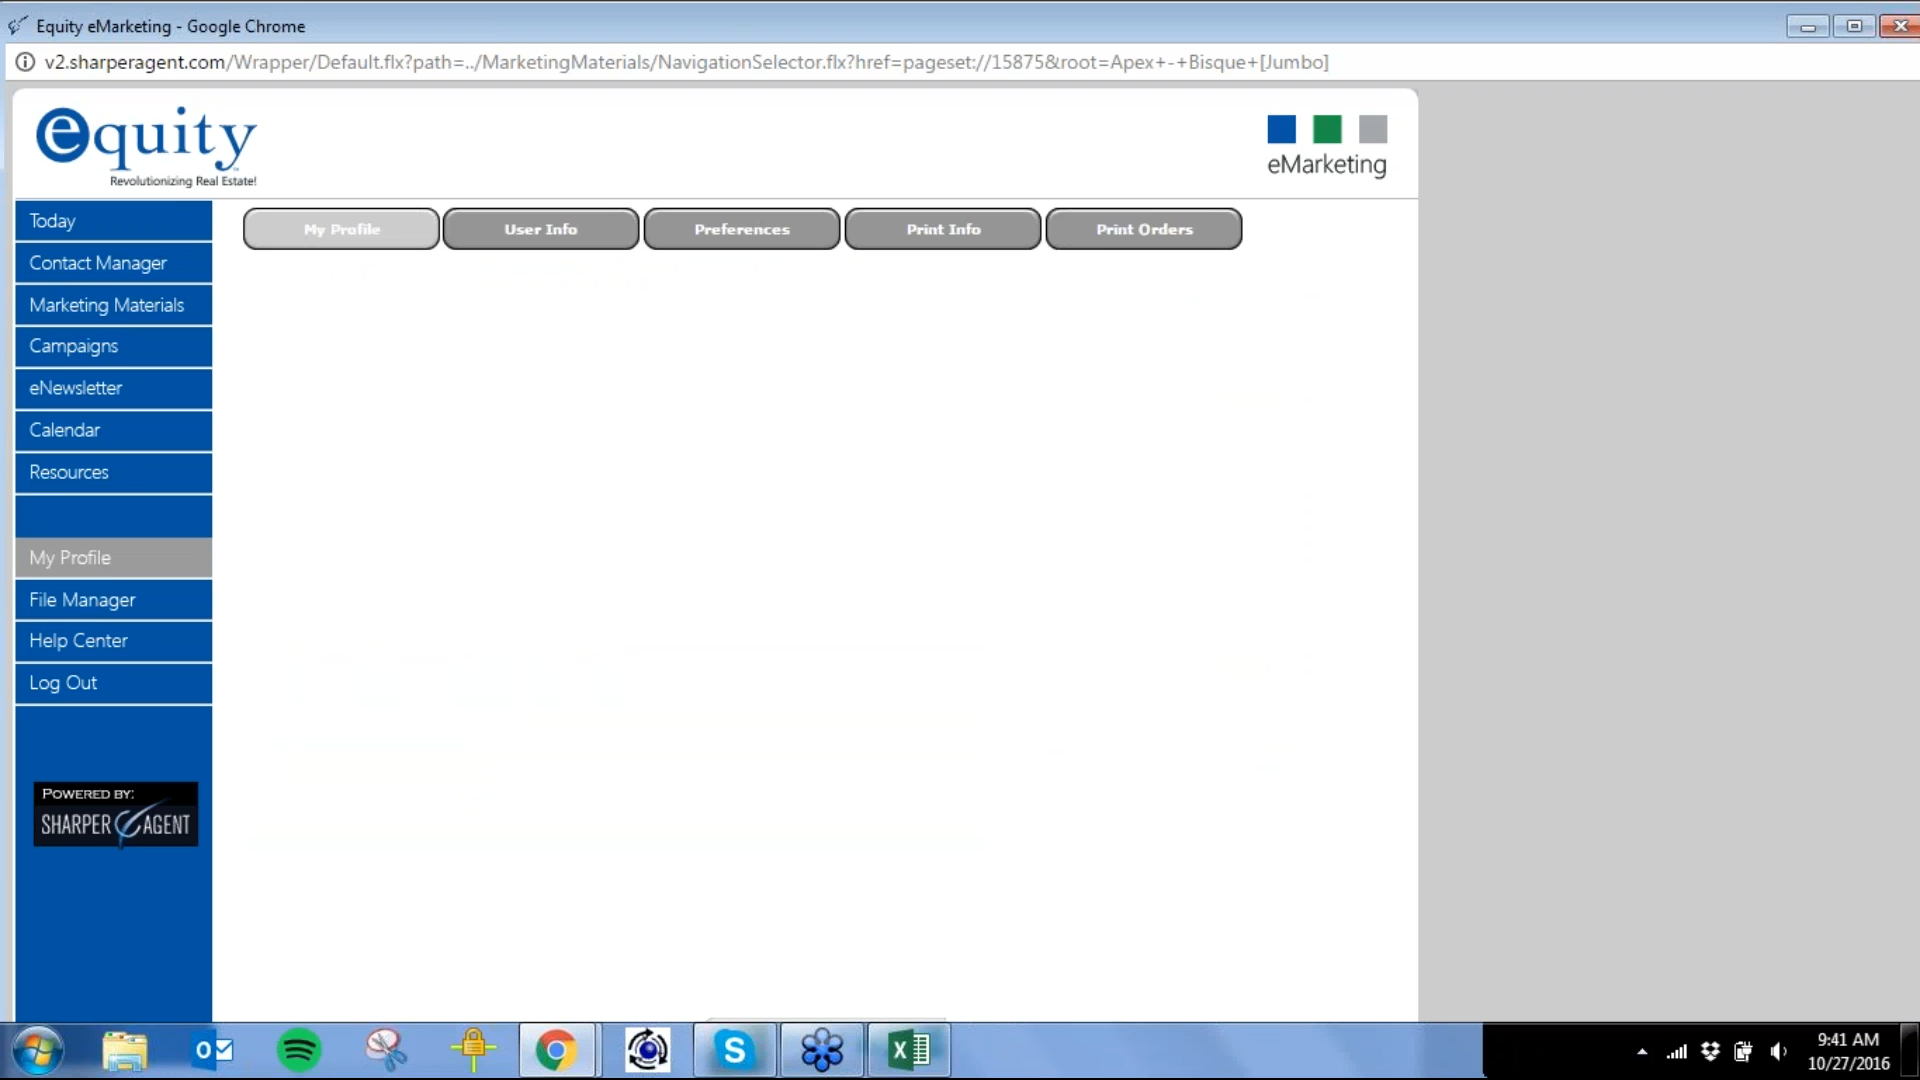 Equity eMarketing - Google Chrome
v2.sharperagent.com/Wrapper/Default.flx?path=../MarketingMaterials/NavigationSelector.flx?href=pageset://15875&root=Apex+-+Bisque+[Jumbo]
equity
Revolutionizing Real Estate!
eMarketing
My Profile
User Info
Preferences
Print Info
Print Orders
Today
Contact Manager
Marketing Materials
Campaigns
eNewsletter
Calendar
Resources
My Profile
File Manager
Help Center
Log Out
POWERED BY:
SHARPER AGENT
9:41 AM
10/27/2016